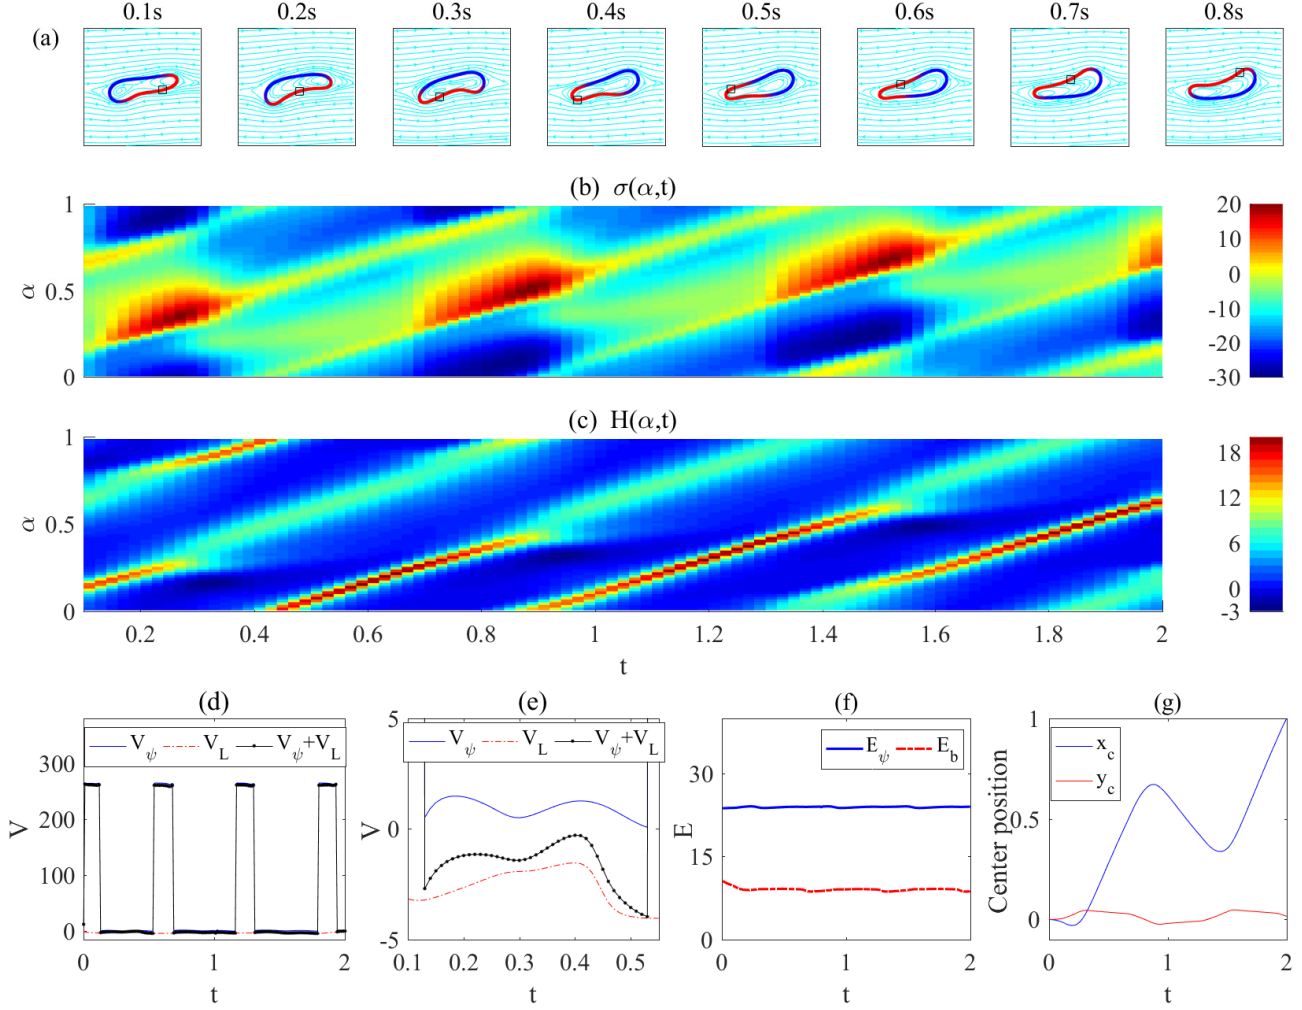 0.1s 0.2s 0.3s 0.4s 0.5s 0.6s 0.7s 0.8s
(a)
(b) σ(α,t)
1
0.5
0
α
20
10
0
-10
-20
-30
(c) H(α,t)
1
0.5
0
α
18
12
6
0
-3
0.2 0.4 0.6 0.8 1 1.2 1.4 1.6 1.8 2
t
(d)
V_ψ V_L V_ψ+V_L
300
200
100
0
V
0 1 2
t
(e)
5
V_ψ V_L V_ψ+V_L
0
-5
V
0.1 0.2 0.3 0.4 0.5
t
(f)
E_ψ E_b
30
15
0
E
0 1 2
t
(g)
1
x_c
y_c
0.5
0
Center position
0 1 2
t